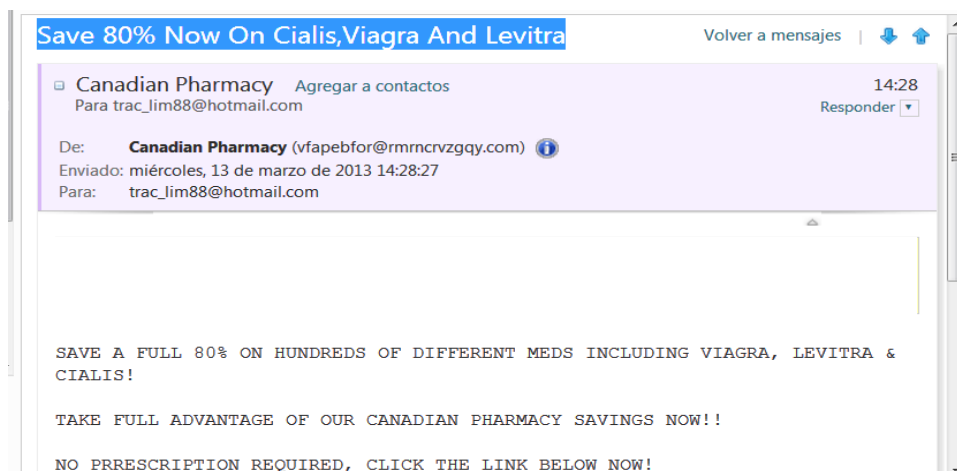 Save 80% Now On Cialis,Viagra And Levitra
Volver a mensajes |
Canadian Pharmacy Agregar a contactos
14:28
Para trac_lim88@hotmail.com
Responder
De: Canadian Pharmacy (vfapebfor@rmrncrvzgqy.com)
Enviado: miércoles, 13 de marzo de 2013 14:28:27
Para: trac_lim88@hotmail.com
SAVE A FULL 80% ON HUNDREDS OF DIFFERENT MEDS INCLUDING VIAGRA, LEVITRA &
CIALIS!
TAKE FULL ADVANTAGE OF OUR CANADIAN PHARMACY SAVINGS NOW!!
NO PRRESCRIPTION REQUIRED, CLICK THE LINK BELOW NOW!